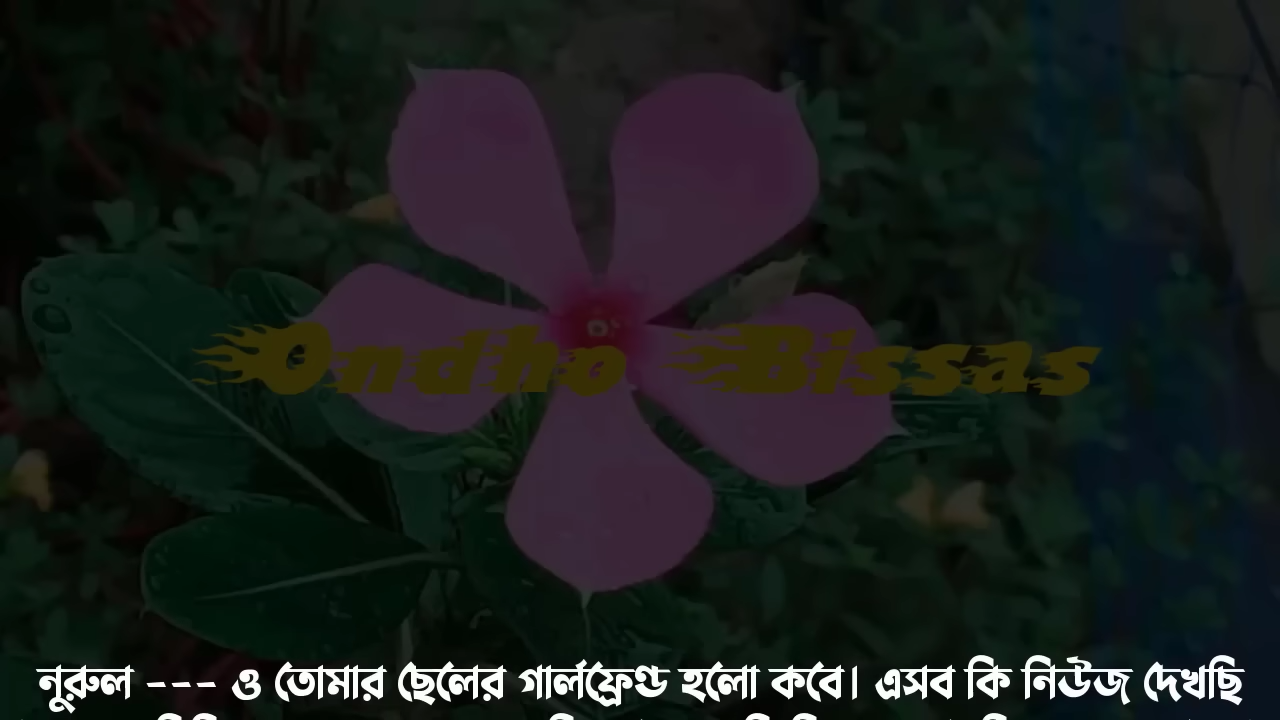 Ondho Bissas
নুরুল --- ও তোমার ছেলের গার্লফ্রেন্ড হলো কবে। এসব কি নিউজ দেখছি